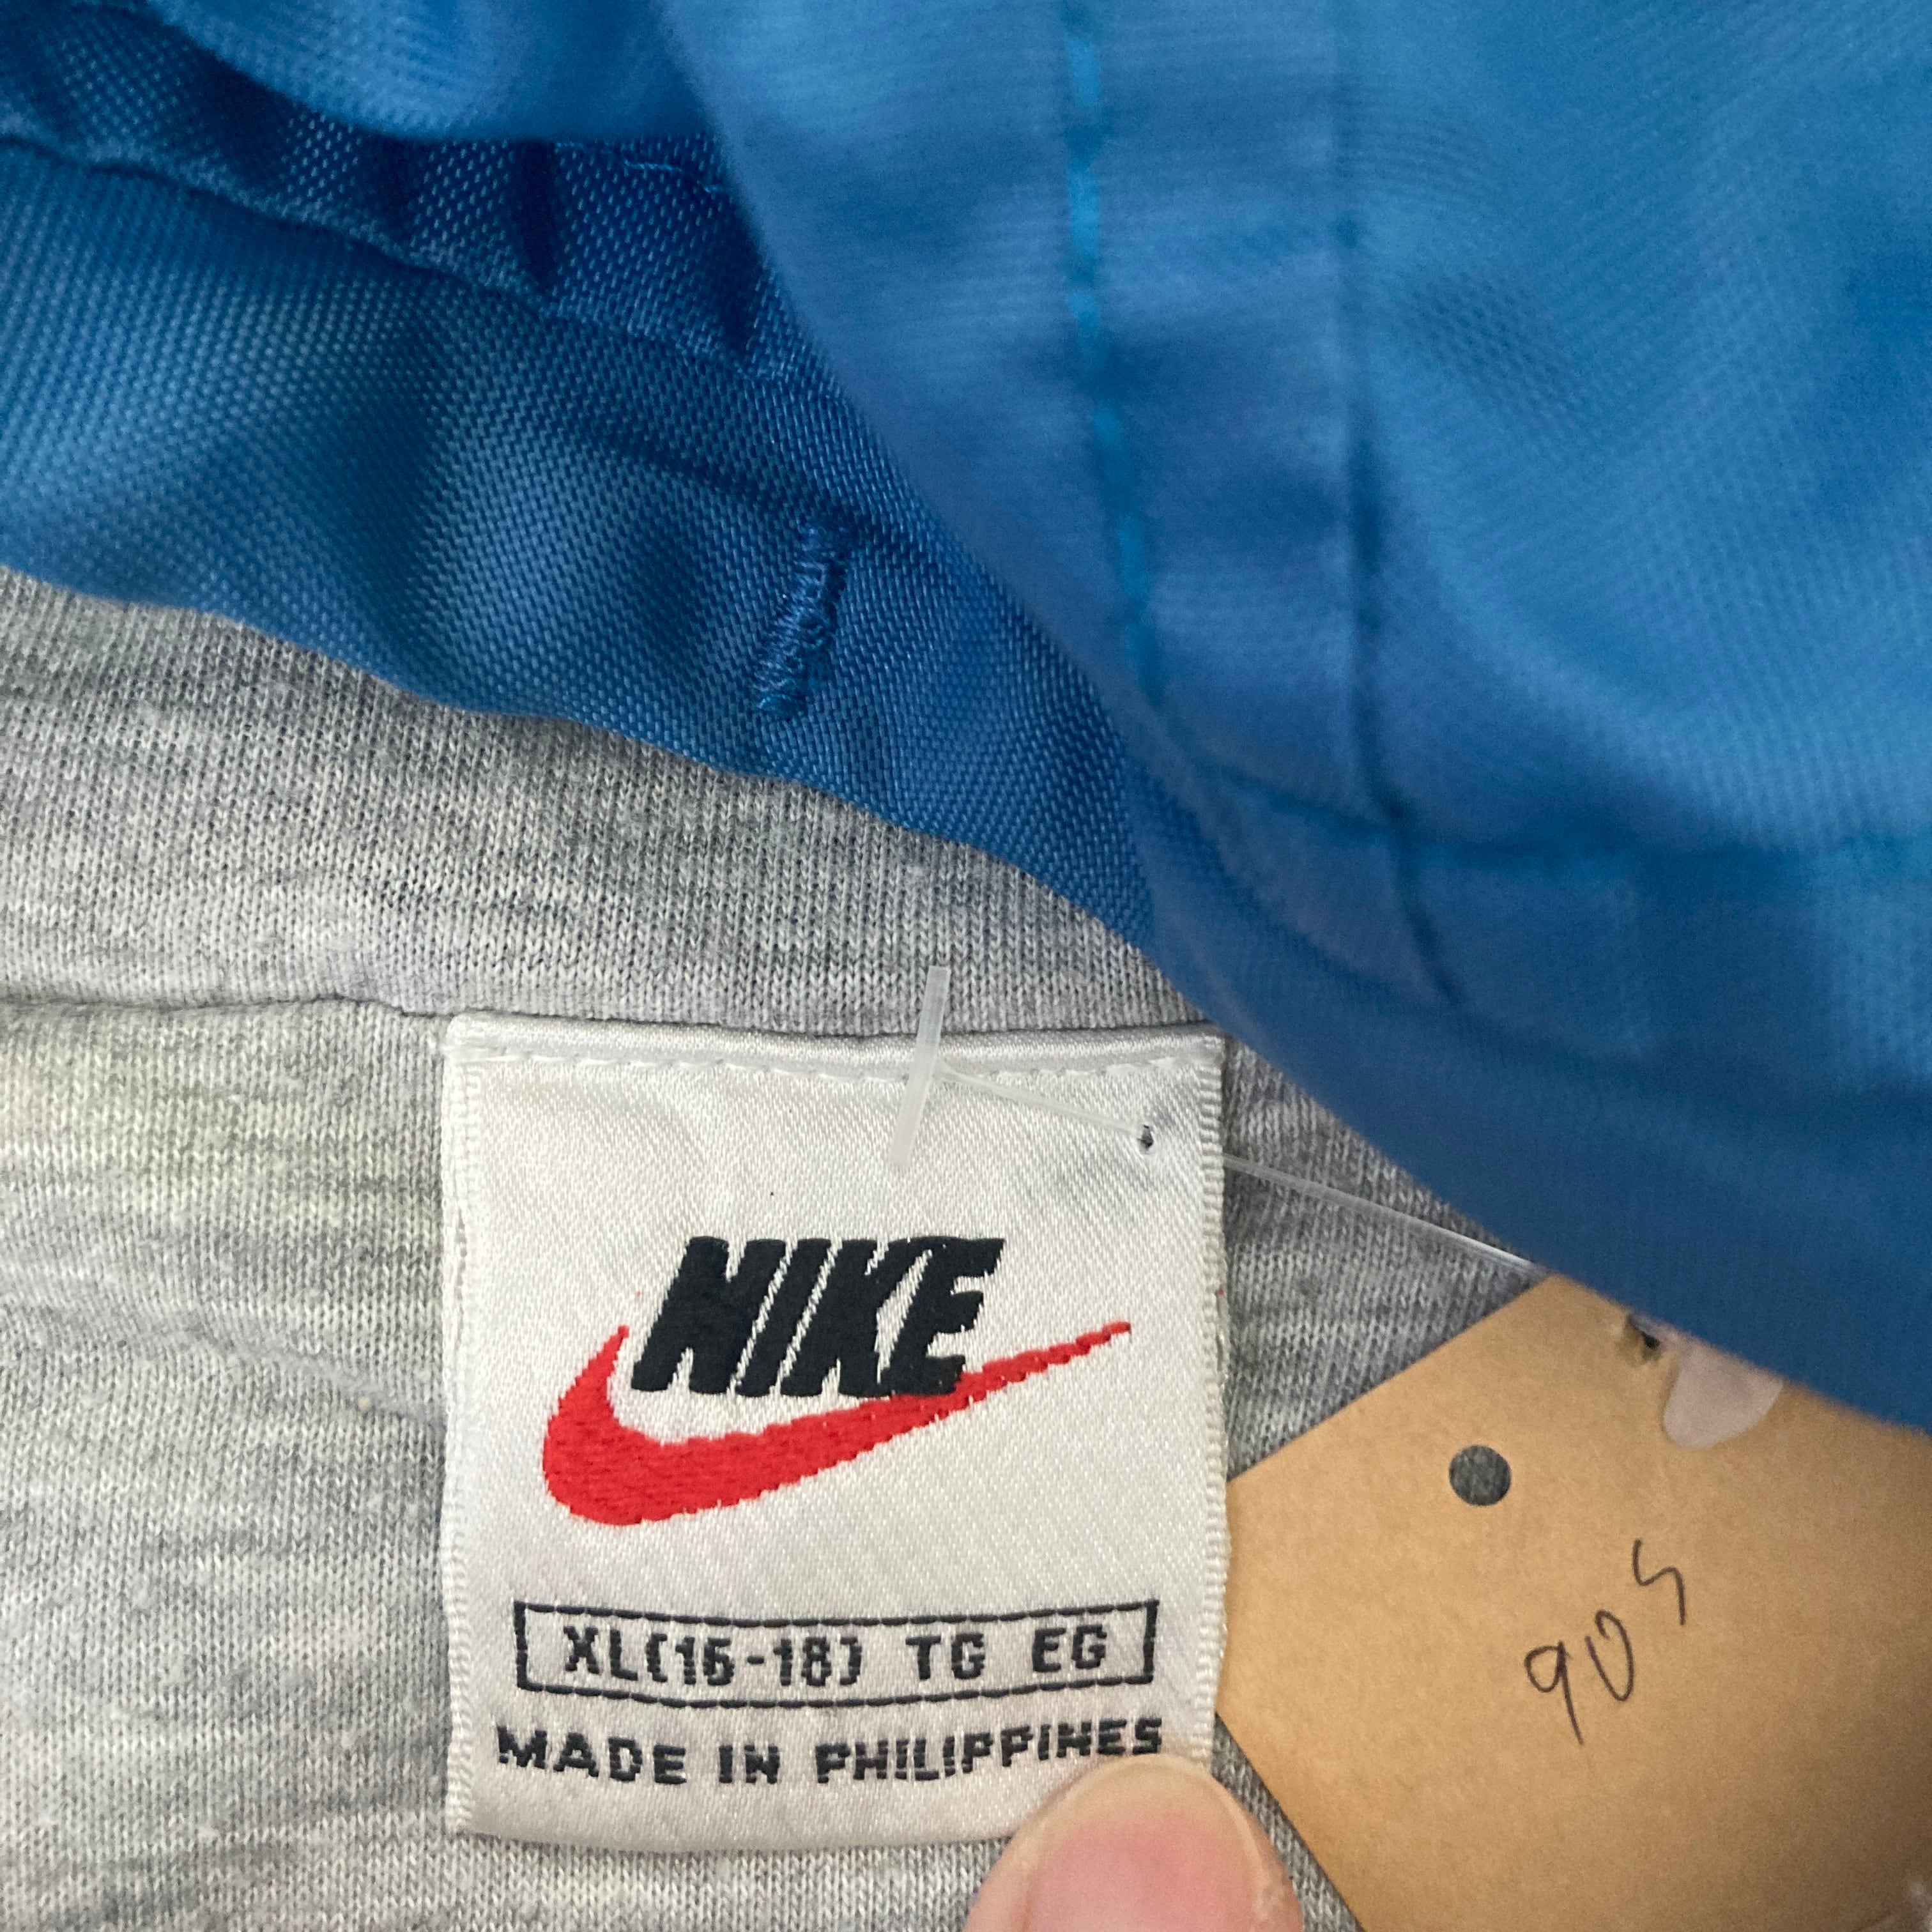 NIKE
XL(16-18) TG EG
MADE IN PHILIPPINES
90s